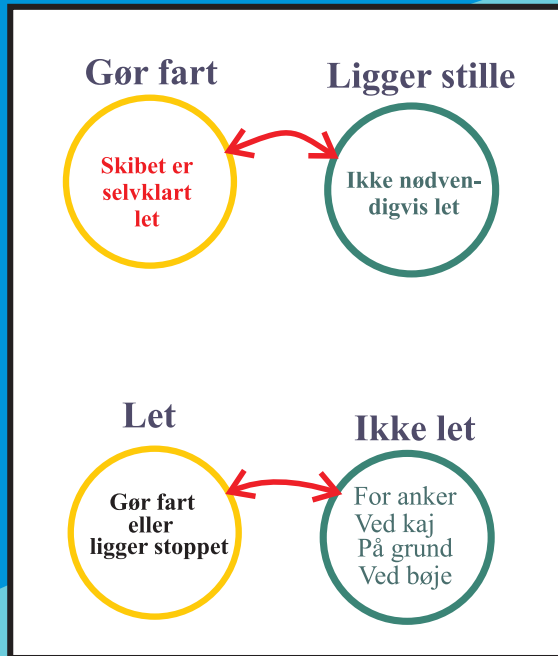 Gør fart
Skibet er
selvklart
let
Ligger stille
Ikke nødven-
digvis let
Let
Gør fart
eller
ligger stoppet
Ikke let
For anker
Ved kaj
På grund
Ved bøje